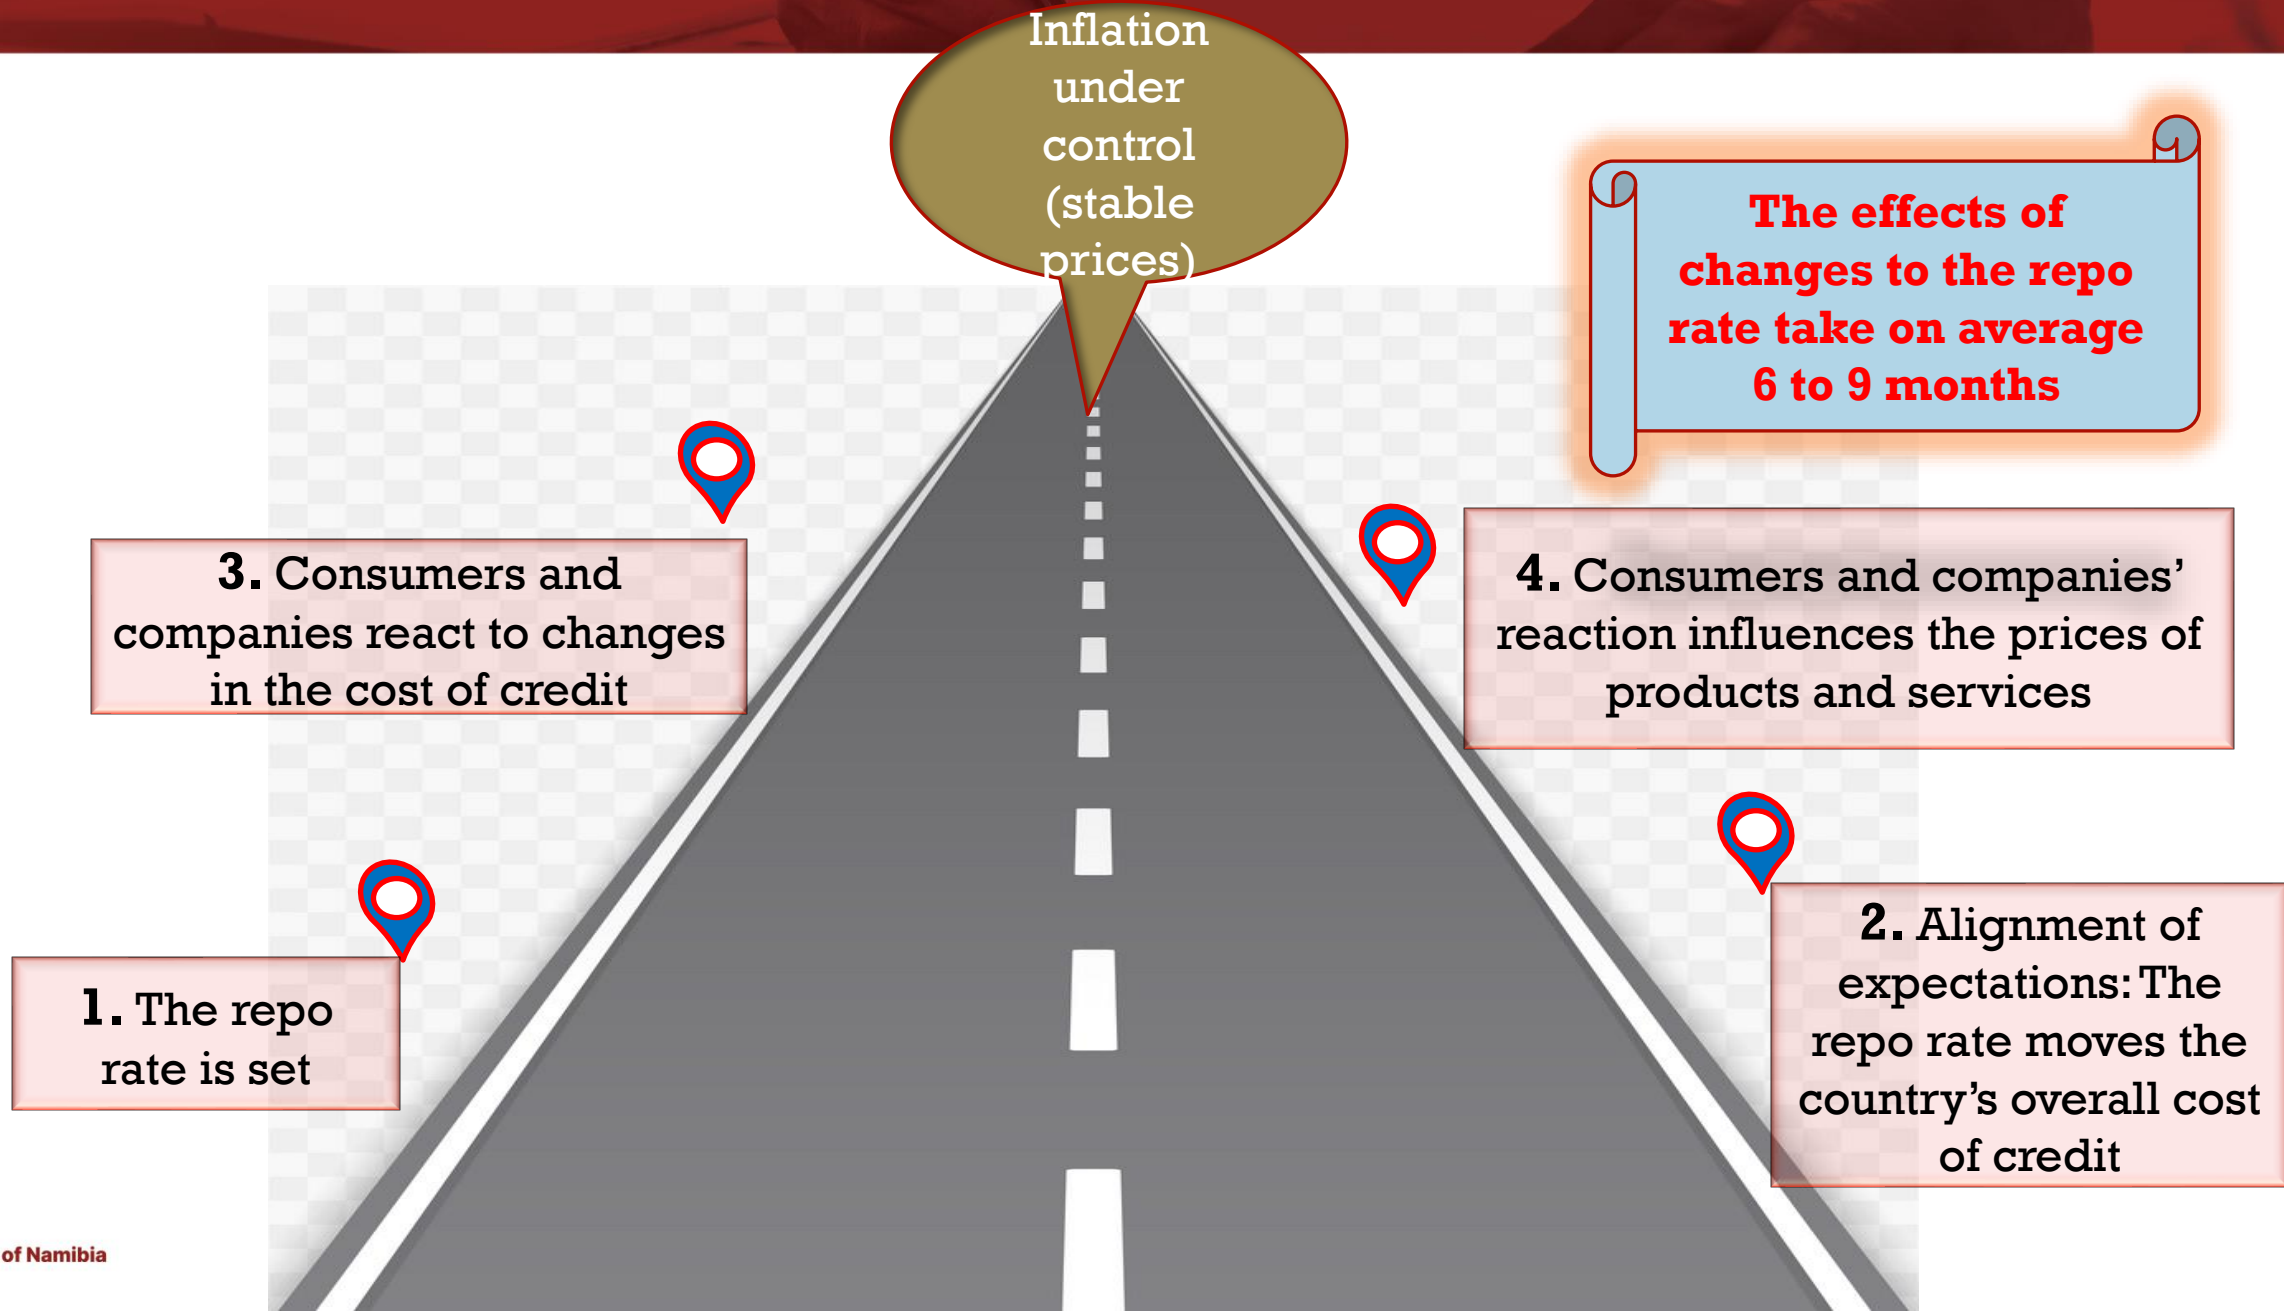 Inflation
under
control
(stable
prices)
The effects of
changes to the repo
rate take on average
6 to 9 months
3. Consumers and
companies react to changes
in the cost of credit
4. Consumers and companies’
reaction influences the prices of
products and services
1. The repo
rate is set
2. Alignment of
expectations: The
repo rate moves the
country’s overall cost
of credit
of Namibia